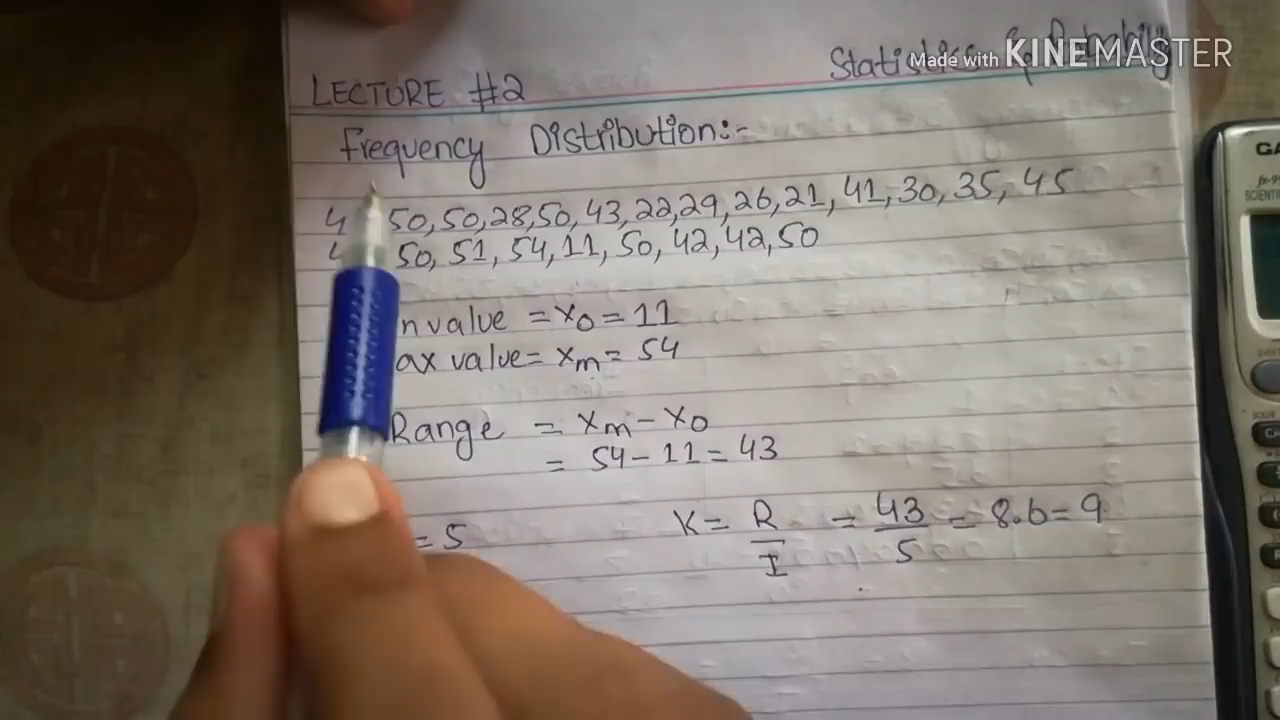 Made with KINEMASTER
Statistics & Probability
LECTURE #2
Frequency Distribution:-
50, 50, 28, 50, 43, 22, 29, 26, 21, 41, 30, 35, 45
50, 51, 54, 11, 50, 42, 42, 50
n value = x₀ = 11
ax value = xₘ = 54
Range = xₘ - x₀
= 54 - 11 = 43
= 5 K = R/I = 43/5 = 8.6 = 9